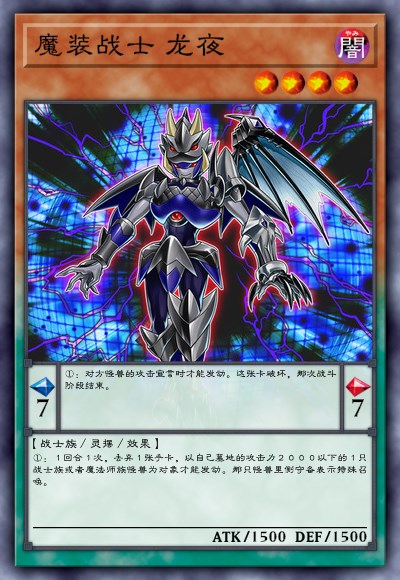 魔装战士 龙夜
闇
やみ
①：对方怪兽的攻击宣言时才能发动。这张卡破坏，那次战斗
阶段结束。
7
7
【战士族／灵摆／效果】
①：1回合1次，丢弃1张手卡，以自己墓地的攻击力２０００以下的1只
战士族或者魔法师族怪兽为对象才能发动。那只怪兽里侧守备表示特殊召
唤。
ATK/1500 DEF/1500